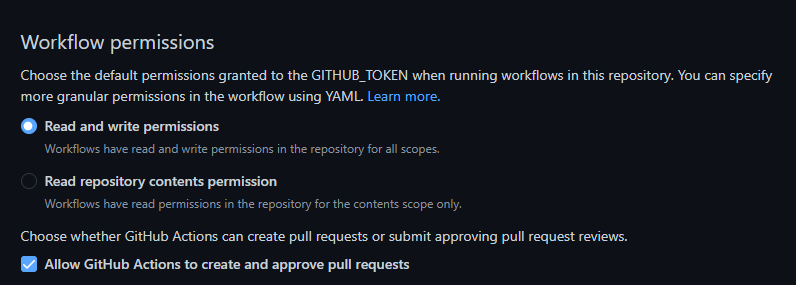 Workflow permissions
Choose the default permissions granted to the GITHUB_TOKEN when running workflows in this repository. You can specify
more granular permissions in the workflow using YAML. Learn more.
Read and write permissions
Workflows have read and write permissions in the repository for all scopes.
Read repository contents permission
Workflows have read permissions in the repository for the contents scope only.
Choose whether GitHub Actions can create pull requests or submit approving pull request reviews.
Allow GitHub Actions to create and approve pull requests